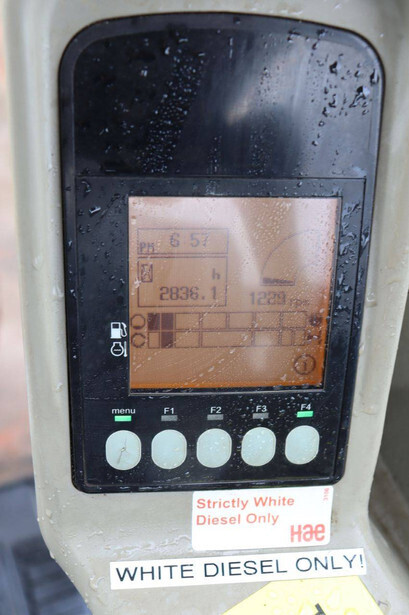 PM 6 57
h
2836.1
1229 rpm
menu F1 F2 F3 F4
Strictly White
Diesel Only
HAE
WHITE DIESEL ONLY!